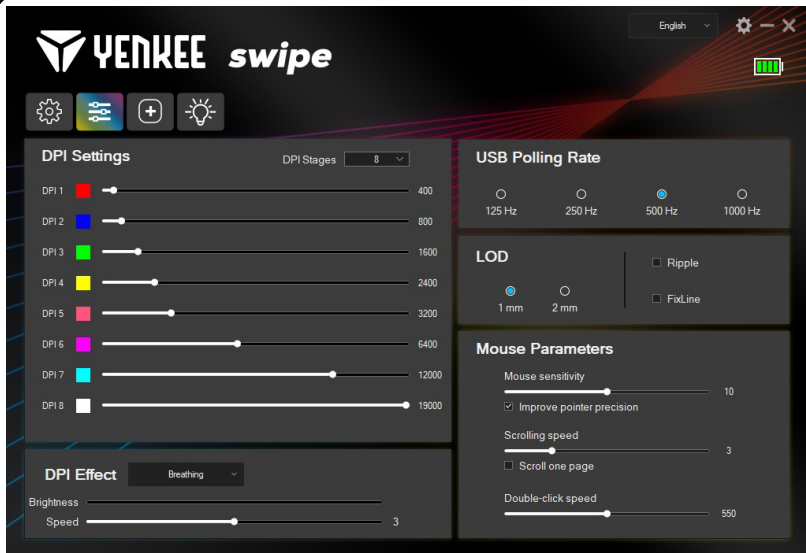 English
YENKEE swipe
DPI Settings
DPI Stages 8
DPI 1 400
DPI 2 800
DPI 3 1600
DPI 4 2400
DPI 5 3200
DPI 6 6400
DPI 7 12000
DPI 8 19000
DPI Effect Breathing
Brightness
Speed 3
USB Polling Rate
125 Hz 250 Hz 500 Hz 1000 Hz
LOD
1 mm 2 mm
Ripple
FixLine
Mouse Parameters
Mouse sensitivity
10
Improve pointer precision
Scrolling speed
3
Scroll one page
Double-click speed
550